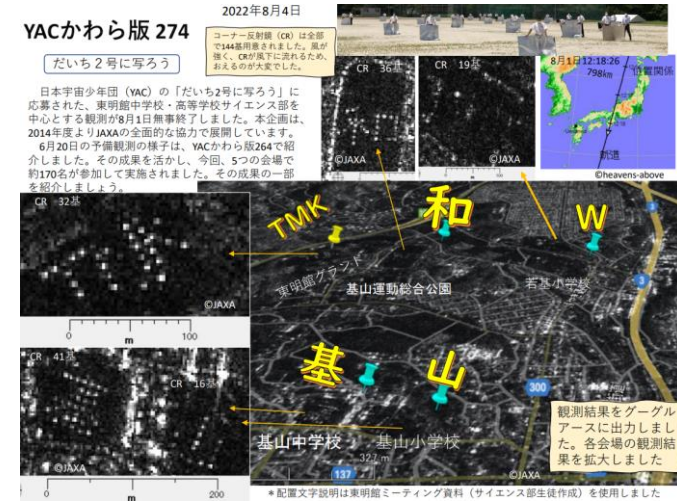 2022年8月4日
YACかわら版 274
だいち２号に写ろう
コーナー反射鏡（CR）は全部
で144基用意されました。風が
強く、CRが風下に流れるため、
おえるのが大変でした。
日本宇宙少年団（YAC）の「だいち2号に写ろう」に
応募された、東明館中学校・高等学校サイエンス部を
中心とする観測が8月1日無事終了しました。本企画は、
2014年度よりJAXAの全面的な協力で展開しています。
6月20日の予備観測の様子は、YACかわら版264で紹
介しました。その成果を活かし、今回、5つの会場で
約170名が参加して実施されました。その成果の一部
を紹介しましょう。
CR 36基
©JAXA
CR 19基
©JAXA
8月1日12:18:26
位置関係
798km
軌道
©heavens-above
CR 32基
©JAXA
0 100
m
CR 41基
CR 16基
©JAXA
0 200
m
TMK
和
W
東明館グランド
基山運動総合公園
若基小学校
3
3
基
山
300
基山中学校
基山小学校
32.7 m
137
©JAXA
観測結果をグーグル
アースに出力しまし
た。各会場の観測結
果を拡大しました
＊配置文字説明は東明館ミーティング資料（サイエンス部生徒作成）を使用しました